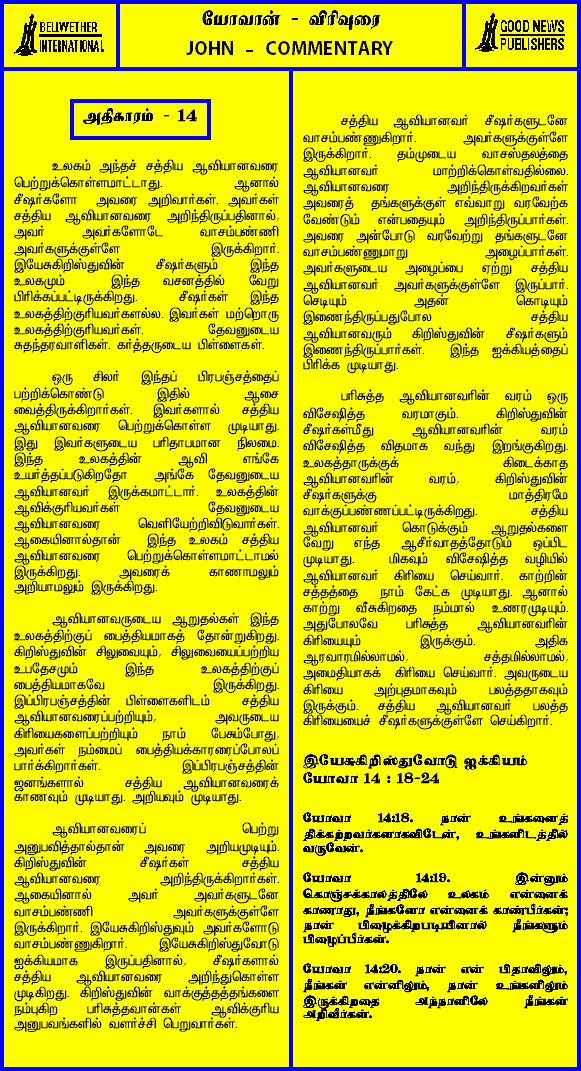 BELLWETHER
INTERNATIONAL
யோவான் - விரிவுரை
JOHN - COMMENTARY
GOOD NEWS
PUBLISHERS
அதிகாரம் - 14
உலகம் அந்தச் சத்திய ஆவியானவரை
பெற்றுக்கொள்ளமாட்டாது. ஆனால்
சீஷர்களோ அவரை அறிவார்கள். அவர்கள்
சத்திய ஆவியானவரை அறிந்திருப்பதினால்,
அவர் அவர்களோடே வாசம்பண்ணி
அவர்களுக்குள்ளே இருக்கிறார்.
இயேசுகிறிஸ்துவின் சீஷர்களும் இந்த
உலகமும் இந்த வசனத்தில் வேறு
பிரிக்கப்பட்டிருக்கிறது. சீஷர்கள் இந்த
உலகத்திற்குரியவர்களல்ல. இவர்கள் மற்றொரு
உலகத்திற்குரியவர்கள். தேவனுடைய
சுதந்தரவாளிகள். கர்த்தருடைய பிள்ளைகள்.
ஒரு சிலர் இந்தப் பிரபஞ்சத்தைப்
பற்றிக்கொண்டு இதில் ஆசை
வைத்திருக்கிறார்கள். இவர்களால் சத்திய
ஆவியானவரை பெற்றுக்கொள்ள முடியாது.
இது இவர்களுடைய பரிதாபமான நிலமை.
இந்த உலகத்தின் ஆவி எங்கே
உயர்த்தப்படுகிறதோ அங்கே தேவனுடைய
ஆவியானவர் இருக்கமாட்டார். உலகத்தின்
ஆவிக்குரியவர்கள் தேவனுடைய
ஆவியானவரை வெளியேற்றிவிடுவார்கள்.
ஆகையினால்தான் இந்த உலகம் சத்திய
ஆவியானவரை பெற்றுக்கொள்ளமாட்டாமல்
இருக்கிறது. அவரைக் காணாமலும்
அறியாமலும் இருக்கிறது.
ஆவியானவருடைய ஆறுதல்கள் இந்த
உலகத்திற்குப் பைத்தியமாகத் தோன்றுகிறது.
கிறிஸ்துவின் சிலுவையும், சிலுவையைப்பற்றிய
உபதேசமும் இந்த உலகத்திற்குப்
பைத்தியமாகவே இருக்கிறது.
இப்பிரபஞ்சத்தின் பிள்ளைகளிடம் சத்திய
ஆவியானவரைப்பற்றியும், அவருடைய
கிரியைகளைப்பற்றியும் நாம் பேசும்போது,
அவர்கள் நம்மைப் பைத்தியக்காரரைப்போலப்
பார்க்கிறார்கள். இப்பிரபஞ்சத்தின்
ஜனங்களால் சத்திய ஆவியானவரைக்
காணவும் முடியாது. அறியவும் முடியாது.
ஆவியானவரைப் பெற்று
அனுபவித்தால்தான் அவரை அறியமுடியும்.
கிறிஸ்துவின் சீஷர்கள் சத்திய
ஆவியானவரை அறிந்திருக்கிறார்கள்.
ஆகையினால் அவர் அவர்களுடனே
வாசம்பண்ணி அவர்களுக்குள்ளே
இருக்கிறார். இயேசுகிறிஸ்துவும் அவர்களோடு
வாசம்பண்ணுகிறார். இயேசுகிறிஸ்துவோடு
ஐக்கியமாக இருப்பதினால், சீஷர்களால்
சத்திய ஆவியானவரை அறிந்துகொள்ள
முடிகிறது. கிறிஸ்துவின் வாக்குத்தத்தங்களை
நம்புகிற பரிசுத்தவான்கள் ஆவிக்குரிய
அனுபவங்களில் வளர்ச்சி பெறுவார்கள்.
சத்திய ஆவியானவர் சீஷர்களுடனே
வாசம்பண்ணுகிறார். அவர்களுக்குள்ளே
இருக்கிறார். தம்முடைய வாசஸ்தலத்தை
ஆவியானவர் மாற்றிக்கொள்வதில்லை.
ஆவியானவரை அறிந்திருக்கிறவர்கள்
அவரைத் தங்களுக்குள் எவ்வாறு வரவேற்க
வேண்டும் என்பதையும் அறிந்திருப்பார்கள்.
அவரை அன்போடு வரவேற்று தங்களுடனே
வாசம்பண்ணுமாறு அழைப்பார்கள்.
அவர்களுடைய அழைப்பை ஏற்று சத்திய
ஆவியானவர் அவர்களுக்குள்ளே இருப்பார்.
செடியும் அதன் கொடியும்
இணைந்திருப்பதுபோல சத்திய
ஆவியானவரும் கிறிஸ்துவின் சீஷர்களும்
இணைந்திருப்பார்கள். இந்த ஐக்கியத்தைப்
பிரிக்க முடியாது.
பரிசுத்த ஆவியானவரின் வரம் ஒரு
விசேஷித்த வரமாகும். கிறிஸ்துவின்
சீஷர்கள்மீது ஆவியானவரின் வரம்
விசேஷித்த விதமாக வந்து இறங்குகிறது.
உலகத்தாருக்குக் கிடைக்காத
ஆவியானவரின் வரம், கிறிஸ்துவின்
சீஷர்களுக்கு மாத்திரமே
வாக்குபண்ணப்பட்டிருக்கிறது. சத்திய
ஆவியானவர் கொடுக்கும் ஆறுதல்களை
வேறு எந்த ஆசீர்வாதத்தோடும் ஒப்பிட
முடியாது. மிகவும் விசேஷித்த வழியில்
ஆவியானவர் கிரியை செய்வார். காற்றின்
சத்தத்தை நாம் கேட்க முடியாது. ஆனால்
காற்று வீசுகிறதை நம்மால் உணரமுடியும்.
அதுபோலவே பரிசுத்த ஆவியானவரின்
கிரியையும் இருக்கும். அதிக
ஆரவாரமில்லாமல், சத்தமில்லாமல்,
அமைதியாகக் கிரியை செய்வார். அவருடைய
கிரியை அற்புதமாகவும் பலத்ததாகவும்
இருக்கும். சத்திய ஆவியானவர் பலத்த
கிரியையைச் சீஷர்களுக்குள்ளே செய்கிறார்.
இயேசுகிறிஸ்துவோடு ஐக்கியம்
யோவா 14 : 18-24
யோவா 14:18. நான் உங்களைத்
திக்கற்றவர்களாகவிடேன், உங்களிடத்தில்
வருவேன்.
யோவா 14:19. இன்னும்
கொஞ்சக்காலத்திலே உலகம் என்னைக்
காணாது, நீங்களோ என்னைக் காண்பீர்கள்;
நான் பிழைக்கிறபடியினால் நீங்களும்
பிழைப்பீர்கள்.
யோவா 14:20. நான் என் பிதாவிலும்,
நீங்கள் என்னிலும், நான் உங்களிலும்
இருக்கிறதை அந்நாளிலே நீங்கள்
அறிவீர்கள்.